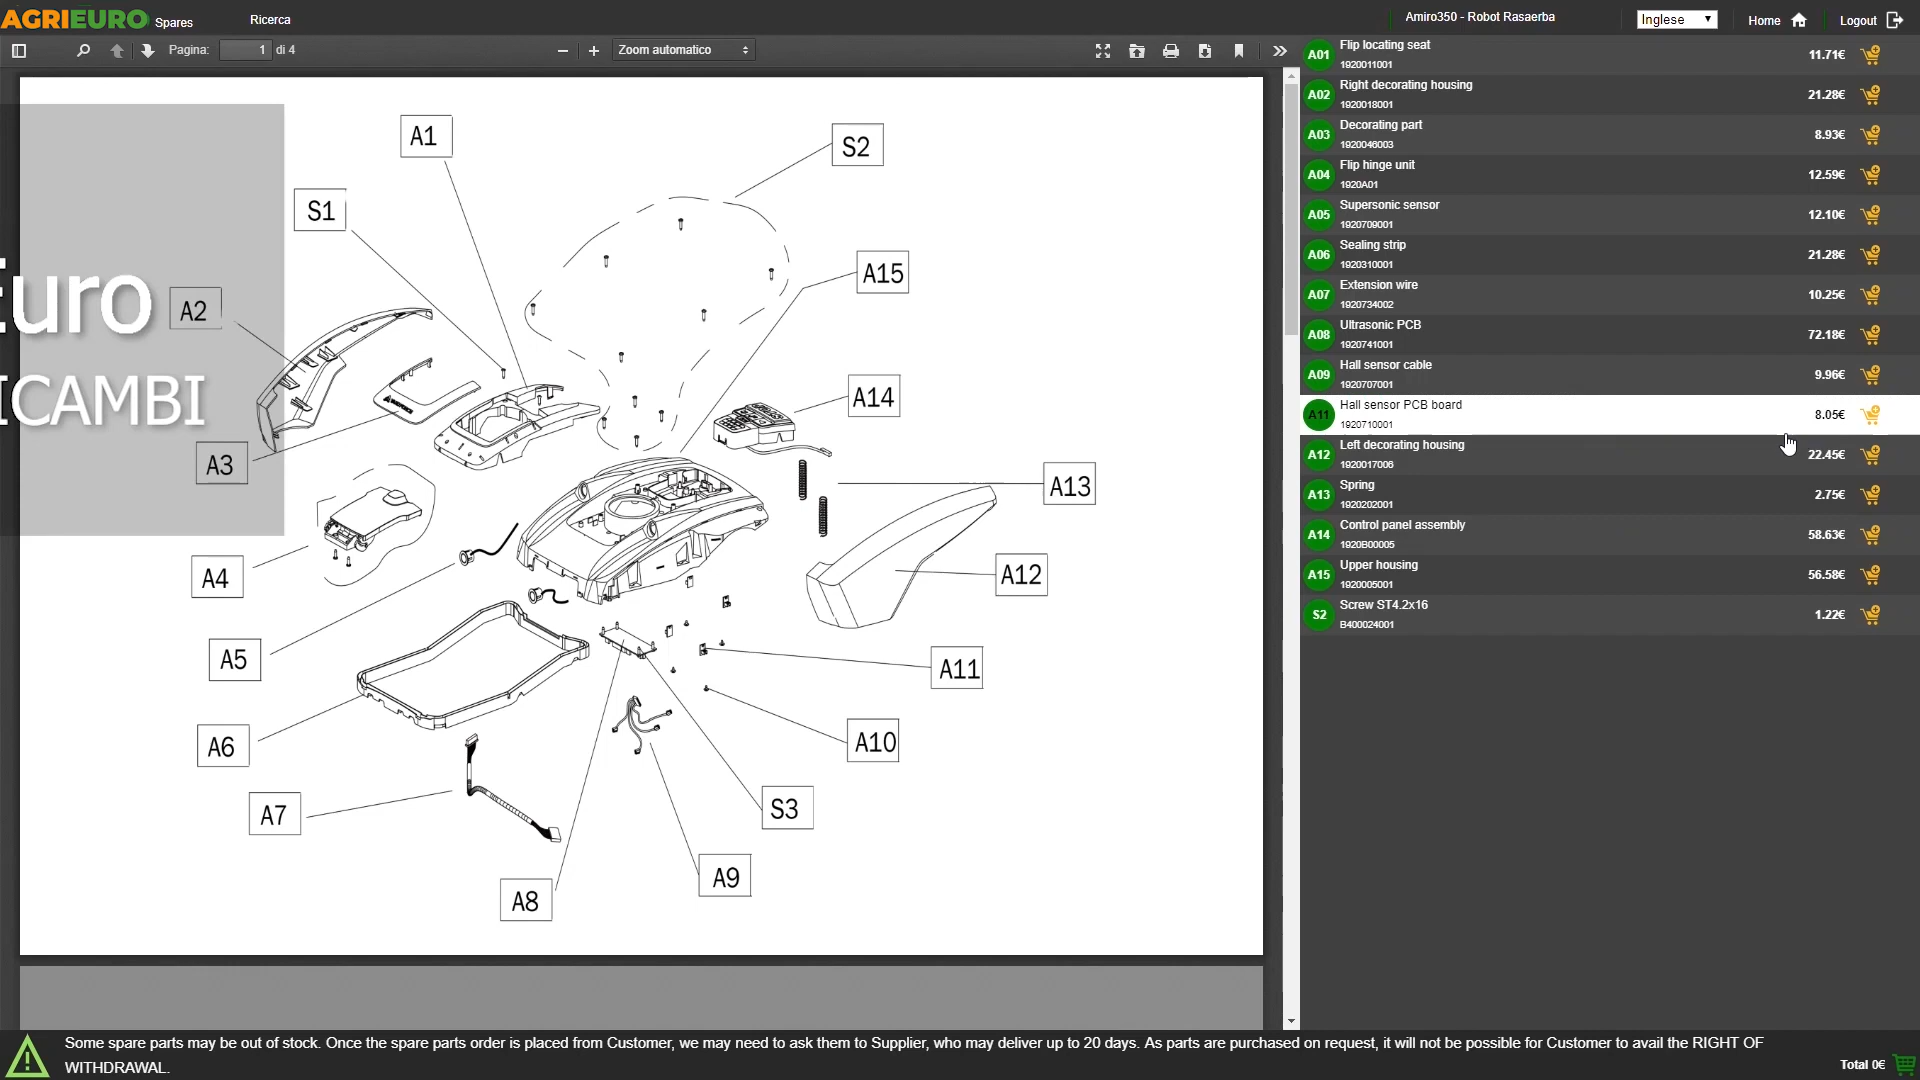 AGRIEURO Spares
Ricerca
Amiro350 - Robot Rasaerba
Inglese
Home
Logout
Pagina:
1
di 4
Zoom automatico
A1
S2
S1
A15
Euro
A2
RICAMBI
A14
A3
A13
A4
A12
A5
A11
A6
A10
A7
S3
A9
A8
A01
Flip locating seat
1920011001
11.71€
A02
Right decorating housing
1920018001
21.28€
A03
Decorating part
1920046003
8.93€
A04
Flip hinge unit
1920A01
12.59€
A05
Supersonic sensor
1920709001
12.10€
A06
Sealing strip
1920310001
21.28€
A07
Extension wire
1920734002
10.25€
A08
Ultrasonic PCB
1920741001
72.18€
A09
Hall sensor cable
1920707001
9.96€
A11
Hall sensor PCB board
1920710001
8.05€
A12
Left decorating housing
1920017006
22.45€
A13
Spring
1920202001
2.75€
A14
Control panel assembly
1920B00005
58.63€
A15
Upper housing
1920005001
56.58€
S2
Screw ST4.2x16
B400024001
1.22€
Some spare parts may be out of stock. Once the spare parts order is placed from Customer, we may need to ask them to Supplier, who may deliver up to 20 days. As parts are purchased on request, it will not be possible for Customer to avail the RIGHT OF
WITHDRAWAL.
Total 0€